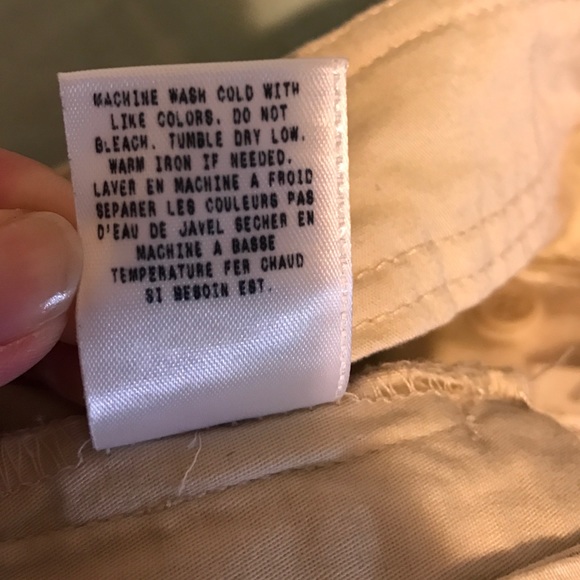 MACHINE WASH COLD WITH
LIKE COLORS. DO NOT
BLEACH. TUMBLE DRY LOW.
WARM IRON IF NEEDED.
LAVER EN MACHINE A FROID
SEPARER LES COULEURS PAS
D'EAU DE JAVEL SECHER EN
MACHINE A BASSE
TEMPERATURE FER CHAUD
SI BESOIN EST.